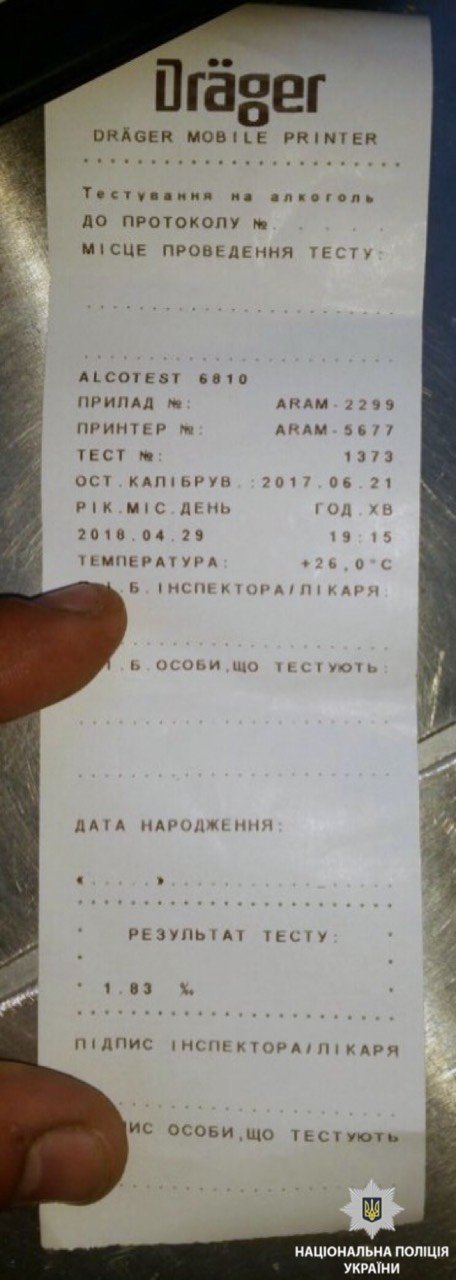 Dräger
DRÄGER MOBILE PRINTER
Тестування на алкоголь
ДО ПРОТОКОЛУ №. . . . .
МІСЦЕ ПРОВЕДЕННЯ ТЕСТУ:
ALCOTEST 6810
ПРИЛАД №: ARAM-2299
ПРИНТЕР №: ARAM-5677
ТЕСТ №: 1373
ОСТ.КАЛІБРУВ.:2017.06.21
РІК.МІС.ДЕНЬ ГОД.ХВ
2018.04.29 19:15
ТЕМПЕРАТУРА: +26,0°C
І.Б.ІНСПЕКТОРА/ЛІКАРЯ:
І.Б.ОСОБИ,ЩО ТЕСТУЮТЬ:
ДАТА НАРОДЖЕННЯ:
«.....»
РЕЗУЛЬТАТ ТЕСТУ:
1.83 ‰
ПІДПИС ІНСПЕКТОРА/ЛІКАРЯ
ОСОБИ,ЩО ТЕСТУЮТЬ
НАЦІОНАЛЬНА ПОЛІЦІЯ
УКРАЇНИ